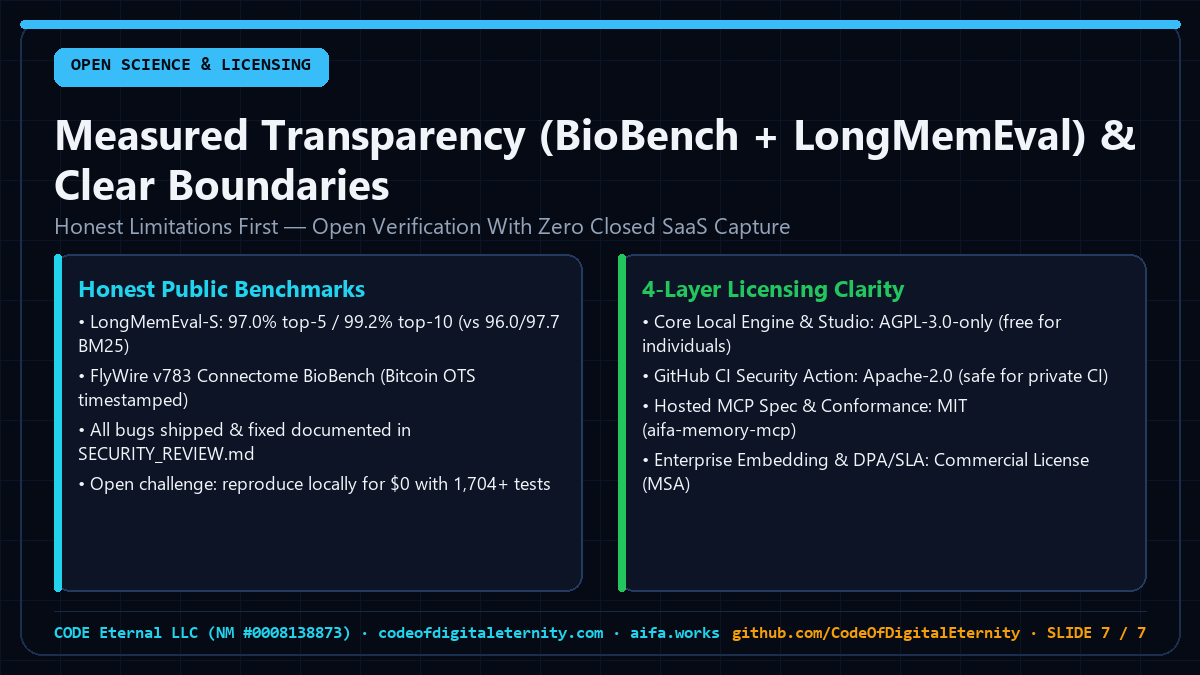 OPEN SCIENCE & LICENSING
Measured Transparency (BioBench + LongMemEval) &
Clear Boundaries
Honest Limitations First — Open Verification With Zero Closed SaaS Capture
Honest Public Benchmarks
• LongMemEval-S: 97.0% top-5 / 99.2% top-10 (vs 96.0/97.7
BM25)
• FlyWire v783 Connectome BioBench (Bitcoin OTS
timestamped)
• All bugs shipped & fixed documented in
SECURITY_REVIEW.md
• Open challenge: reproduce locally for $0 with 1,704+ tests
4-Layer Licensing Clarity
• Core Local Engine & Studio: AGPL-3.0-only (free for
individuals)
• GitHub CI Security Action: Apache-2.0 (safe for private CI)
• Hosted MCP Spec & Conformance: MIT
(aifa-memory-mcp)
• Enterprise Embedding & DPA/SLA: Commercial License
(MSA)
CODE Eternal LLC (NM #0008138873) · codeofdigitaleternity.com · aifa.works
github.com/CodeOfDigitalEternity · SLIDE 7 / 7